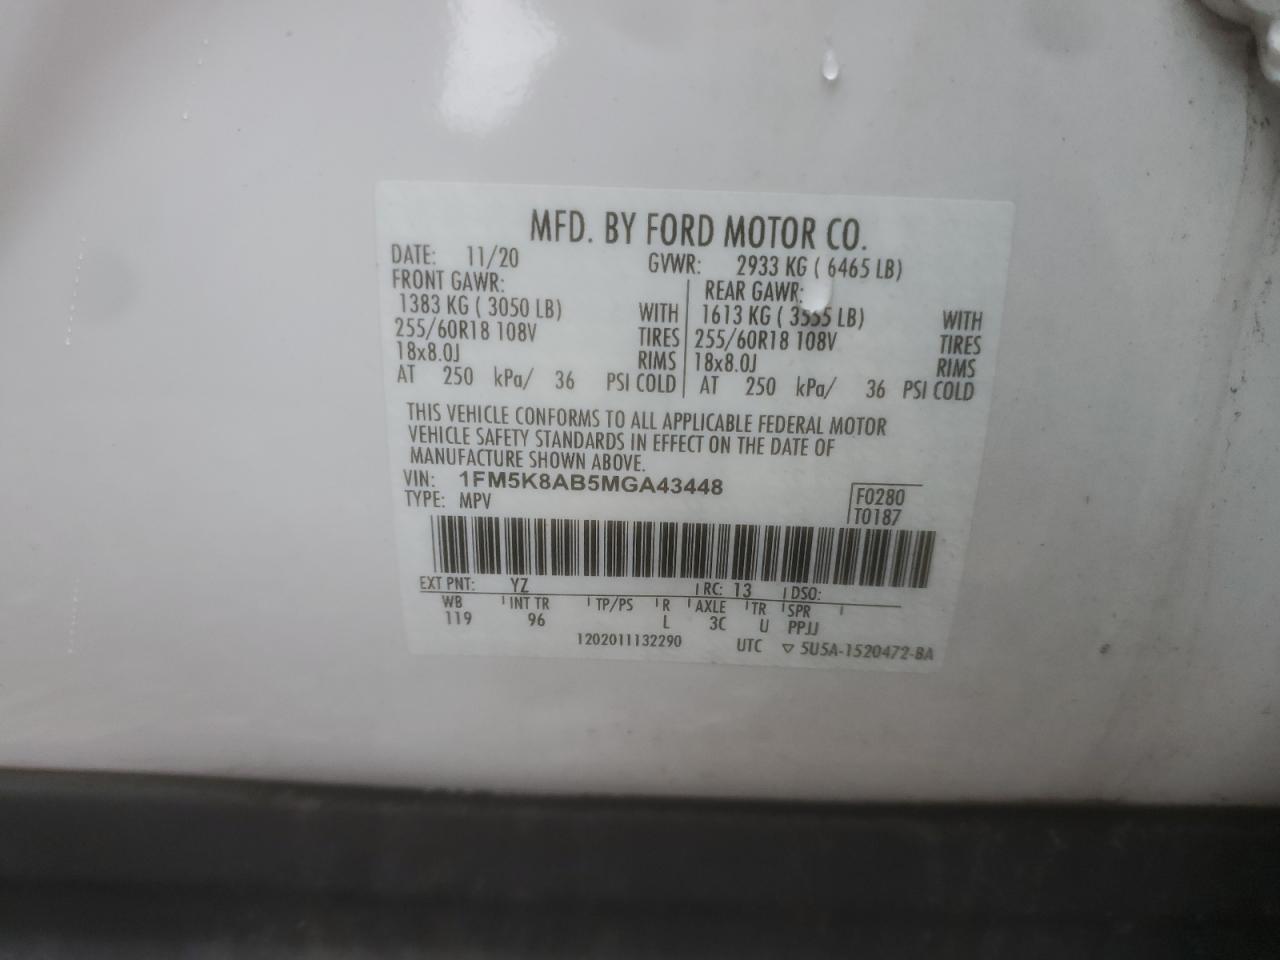 MFD. BY FORD MOTOR CO.
DATE: 11/20 GVWR: 2933 KG ( 6465 LB)
FRONT GAWR: REAR GAWR:
1383 KG ( 3050 LB) WITH 1613 KG ( 3555 LB) WITH
255/60R18 108V TIRES 255/60R18 108V TIRES
18x8.0J RIMS 18x8.0J RIMS
AT 250 kPa/ 36 PSI COLD AT 250 kPa/ 36 PSI COLD
THIS VEHICLE CONFORMS TO ALL APPLICABLE FEDERAL MOTOR
VEHICLE SAFETY STANDARDS IN EFFECT ON THE DATE OF
MANUFACTURE SHOWN ABOVE.
VIN: 1FM5K8AB5MGA43448 F0280
TYPE: MPV T0187
EXT PNT: YZ RC: 13 DSO:
WB INT TR TP/PS R AXLE TR SPR
119 96 L 3C U PPJJ
1202011132290 UTC ▽ 5U5A-1520472-BA